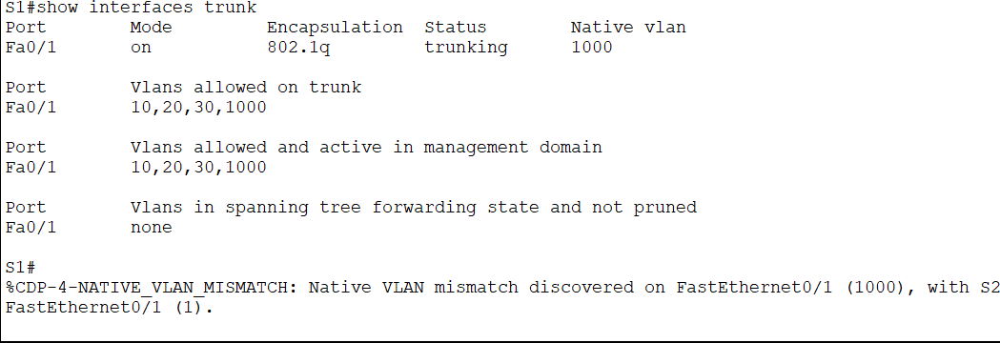 S1#show interfaces trunk
Port Mode Encapsulation Status Native vlan
Fa0/1 on 802.1q trunking 1000
Port Vlans allowed on trunk
Fa0/1 10,20,30,1000
Port Vlans allowed and active in management domain
Fa0/1 10,20,30,1000
Port Vlans in spanning tree forwarding state and not pruned
Fa0/1 none
S1#
%CDP-4-NATIVE_VLAN_MISMATCH: Native VLAN mismatch discovered on FastEthernet0/1 (1000), with S2
FastEthernet0/1 (1).